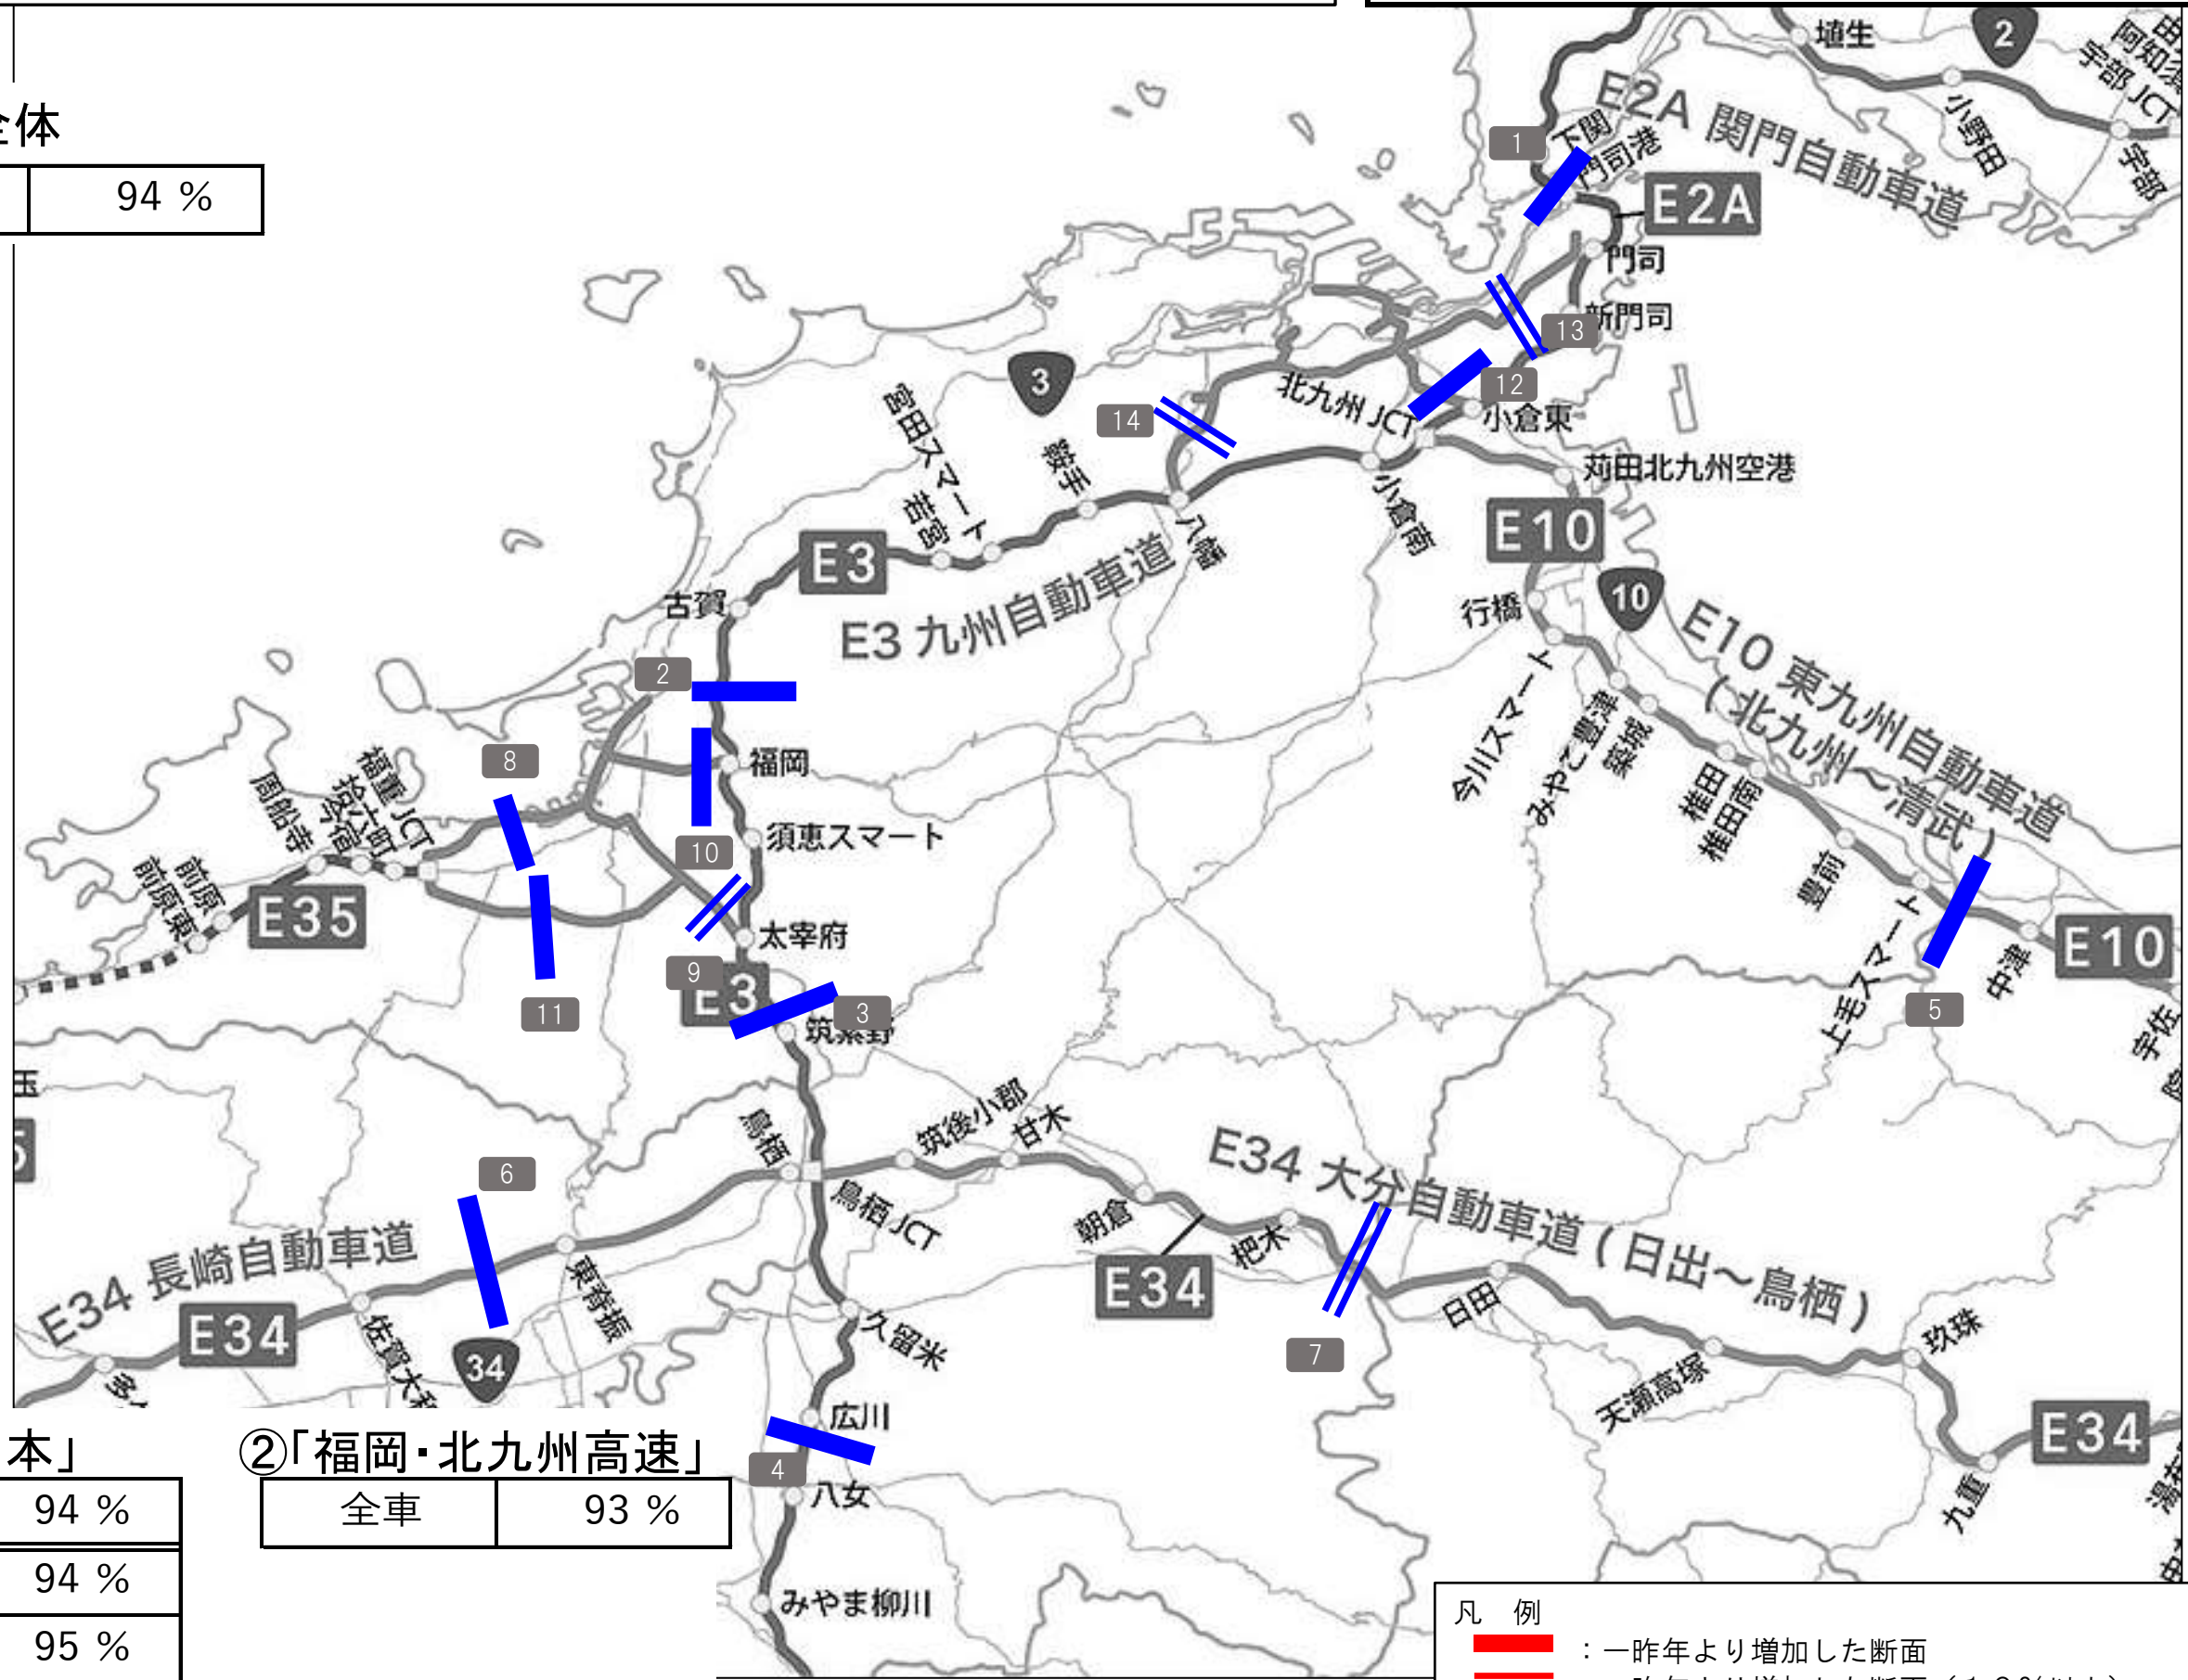 全体
94 %
埴生
2
宇部 JCT
小野田
宇部
E2A 関門自動車道
1
下関
門司港
E2A
門司
新門司
13
12
3
14
北九州 JCT
小倉東
宮田スマート
若宮
鞍手
八幡
小倉南
苅田北九州空港
E10
E3
E3 九州自動車道
古賀
行橋
10
E10 東九州自動車道
(北九州～清武)
今川スマート
みやこ豊津
築城
椎田
椎田南
豊前
上毛スマート
中津
E10
宇佐
5
2
福岡
8
10
須恵スマート
周船寺
今宿
拾六町
福重 JCT
前原
前原東
E35
太宰府
9
E3
3
筑紫野
11
6
鳥栖
筑後小郡
甘木
鳥栖 JCT
朝倉
杷木
E34 大分自動車道 (日出～鳥栖)
E34
7
日田
天瀬高塚
玖珠
九重
E34
E34 長崎自動車道
E34
東脊振
佐賀大和
34
久留米
広川
4
八女
みやま柳川
本」
94 %
94 %
95 %
②「福岡・北九州高速」
全車
93 %
凡 例
：一昨年より増加した断面